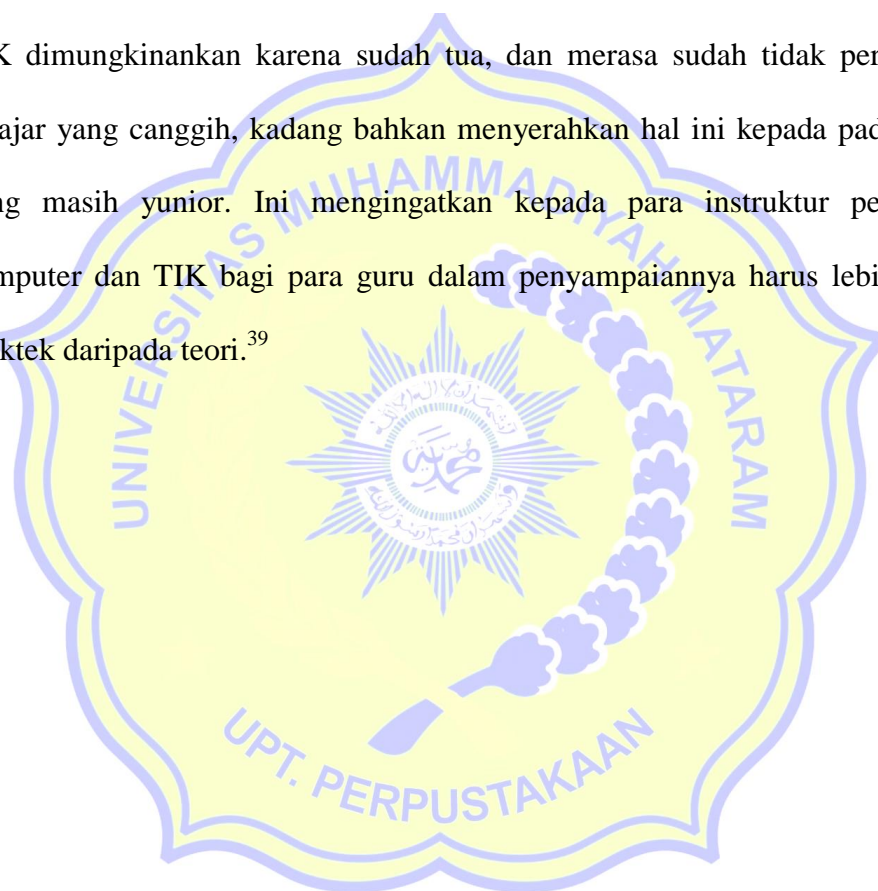 K dimungkinankan karena sudah tua, dan merasa sudah tidak per
ajar yang canggih, kadang bahkan menyerahkan hal ini kepada pad
ng masih yunior. Ini mengingatkan kepada para instruktur pe
mputer dan TIK bagi para guru dalam penyampaiannya harus lebi
ktek daripada teori.39
UNIVERSITAS MUHAMMADIYAH MATARAM
UPT. PERPUSTAKAAN